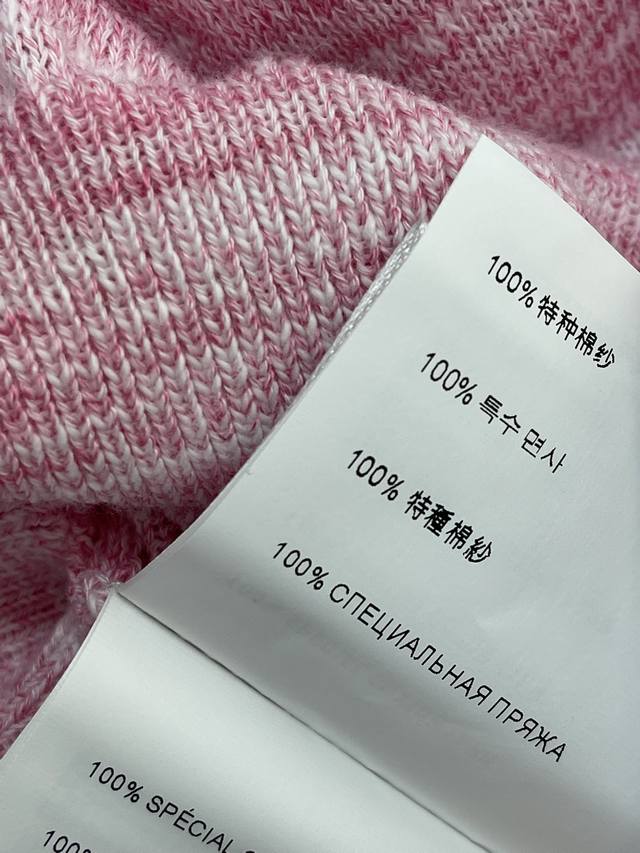 100% 特种棉纱
100% 특수 면사
100% 特種棉紗
100% СПЕЦИАЛЬНАЯ ПРЯЖА
100% SPÉCIAL
100%